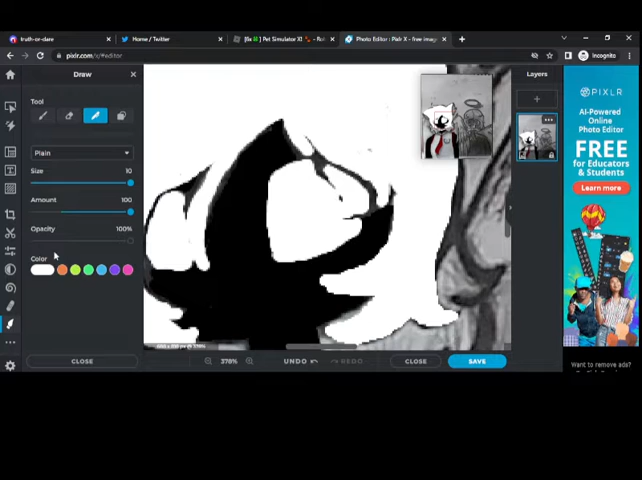 truth-or-dare
Home / Twitter
Pet Simulator X!
Photo Editor : Pixlr X - free imag
pixlr.com/x/#editor
Incognito
Draw
Tool
Plain
Size 10
Amount 100
Opacity 100%
Color
CLOSE
378%
UNDO
REDO
CLOSE
SAVE
Layers
PIXLR
AI-Powered
Online
Photo Editor
FREE
for Educators
& Students
Learn more
Want to remove ads?